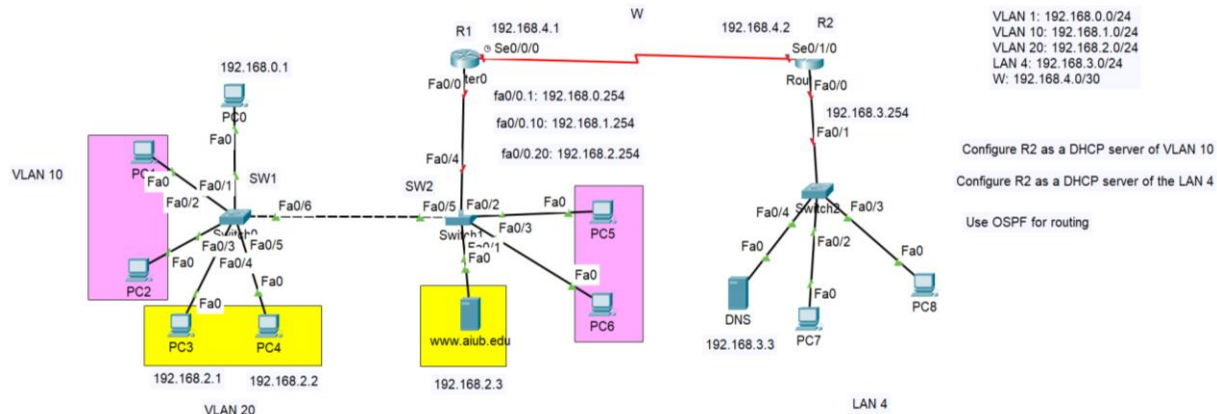 W
192.168.4.1
192.168.4.2
R1
R2
Se0/0/0
Se0/1/0
Fa0/0
Fa0/0
192.168.3.254
Fa0/1
192.168.0.1
PC0
Fa0
fa0/0.1: 192.168.0.254
fa0/0.10: 192.168.1.254
fa0/0.20: 192.168.2.254
VLAN 1: 192.168.0.0/24
VLAN 10: 192.168.1.0/24
VLAN 20: 192.168.2.0/24
LAN 4: 192.168.3.0/24
W: 192.168.4.0/30
Configure R2 as a DHCP server of VLAN 10
Configure R2 as a DHCP server of the LAN 4
Use OSPF for routing
VLAN 10
Fa0
Fa0/1
Fa0/2
SW1
Fa0/6
Fa0/3
Fa0/5
Fa0/4
Fa0
PC2
Fa0
Fa0
PC3
PC4
192.168.2.1
192.168.2.2
VLAN 20
Fa0/4
SW2
Fa0/5
Fa0/2
Fa0/3
Switch1
Fa0/1
Fa0
PC5
Fa0
PC6
Fa0
www.aiub.edu
192.168.2.3
Switch2
Fa0/4
Fa0/3
Fa0/2
Fa0
Fa0
Fa0
DNS
PC7
PC8
192.168.3.3
LAN 4